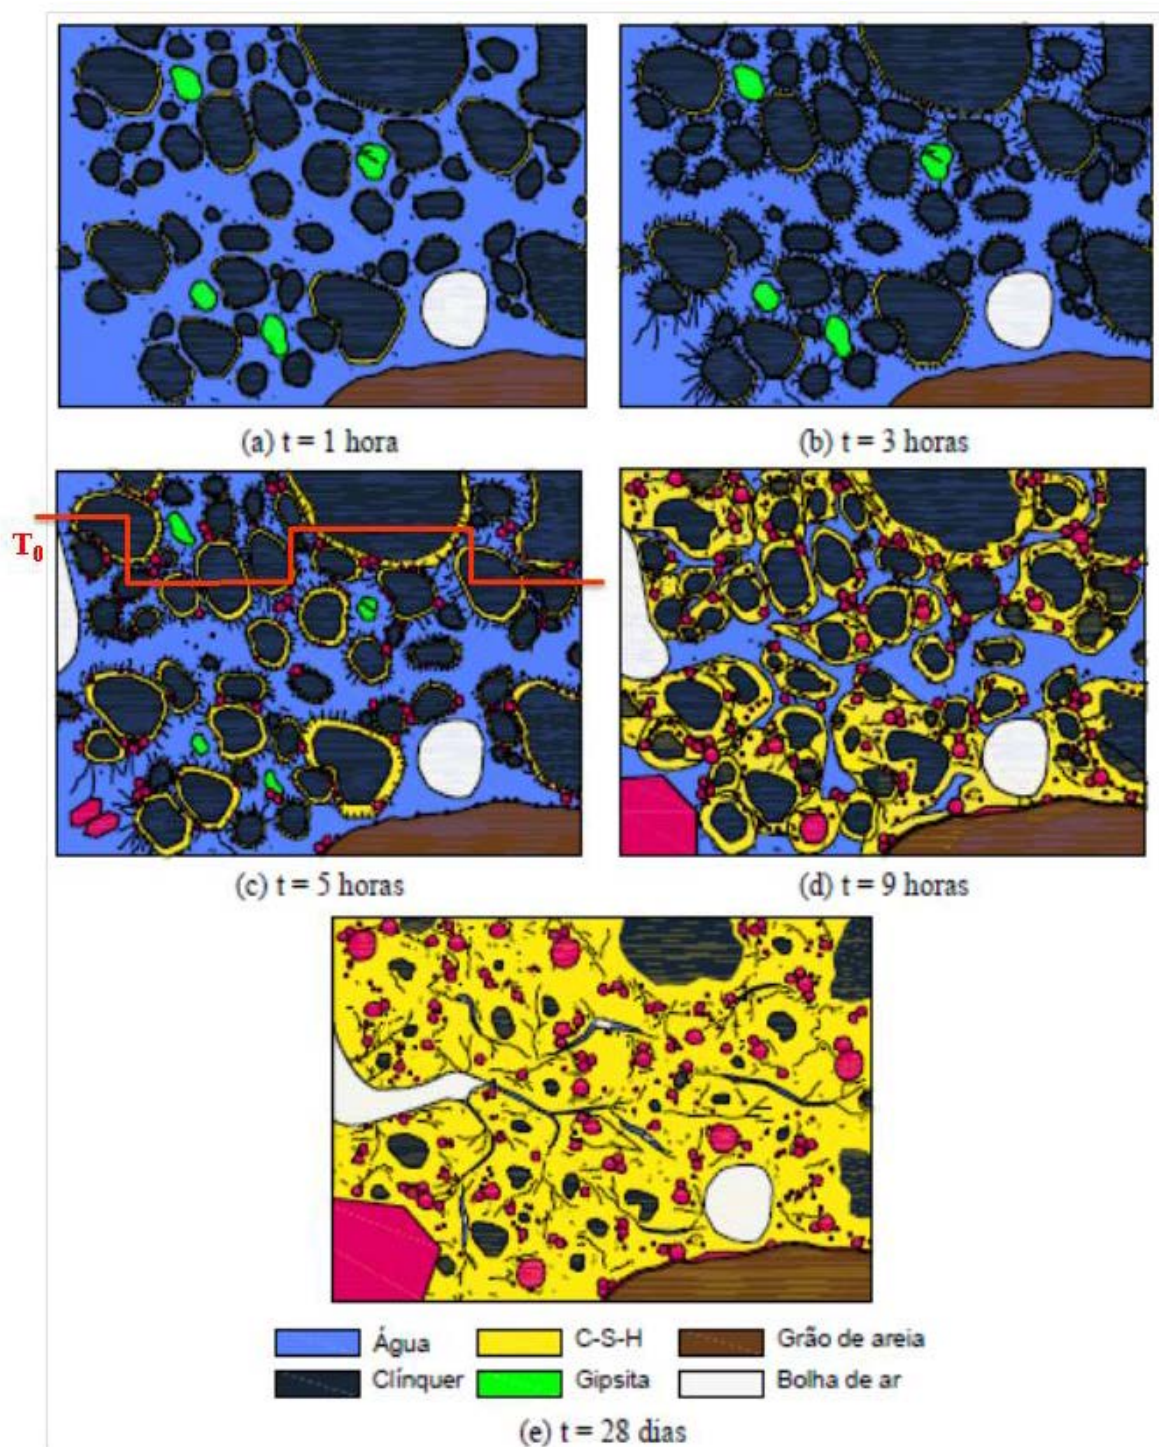 (a) t = 1 hora
(b) t = 3 horas
T0
(c) t = 5 horas
(d) t = 9 horas
Água
C-S-H
Grão de areia
Clínquer
Gipsita
Bolha de ar
(e) t = 28 dias